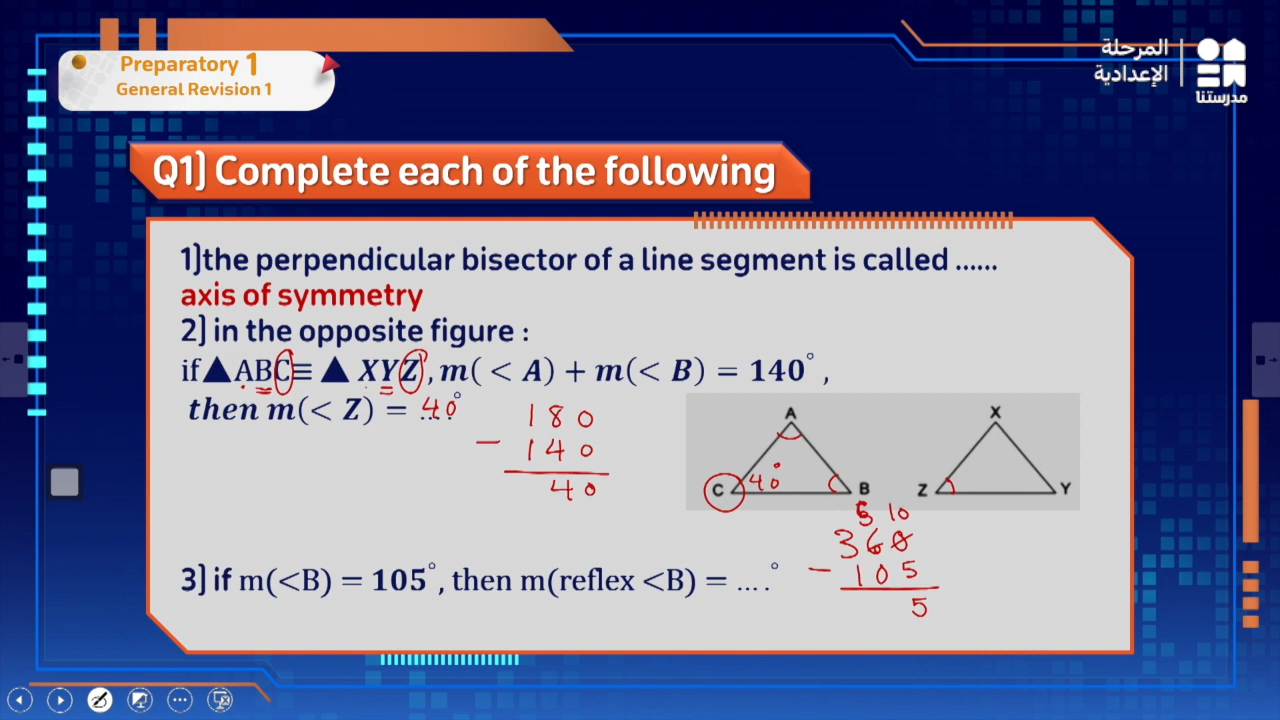 Preparatory 1
General Revision 1
المرحلة
الإعدادية
مدرستنا
Q1] Complete each of the following
1]the perpendicular bisector of a line segment is called ......
axis of symmetry
2] in the opposite figure :
if ▲ABC≡ ▲ XYZ , m(< A) + m(< B) = 140° ,
then m(< Z) = 40°
180
− 140
40
A
C 40° B
X
Z Y
3] if m(<B) = 105°, then m(reflex <B) = ... .°
5 10
360
− 105
5